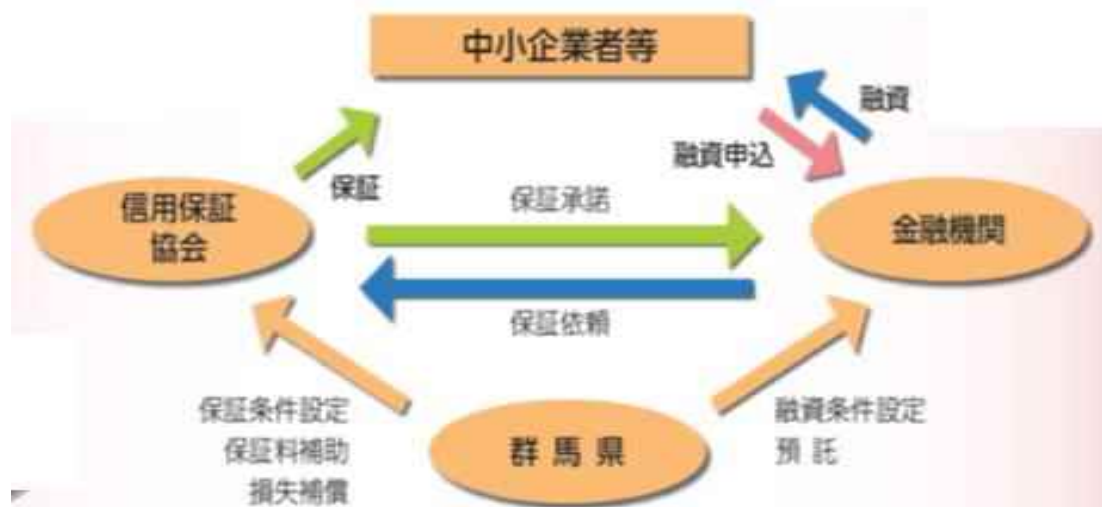 中小企業者等
融資
融資申込
保証
信用保証
協会
保証承諾
金融機関
保証依頼
保証条件設定
保証料補助
損失補償
群馬県
融資条件設定
預託